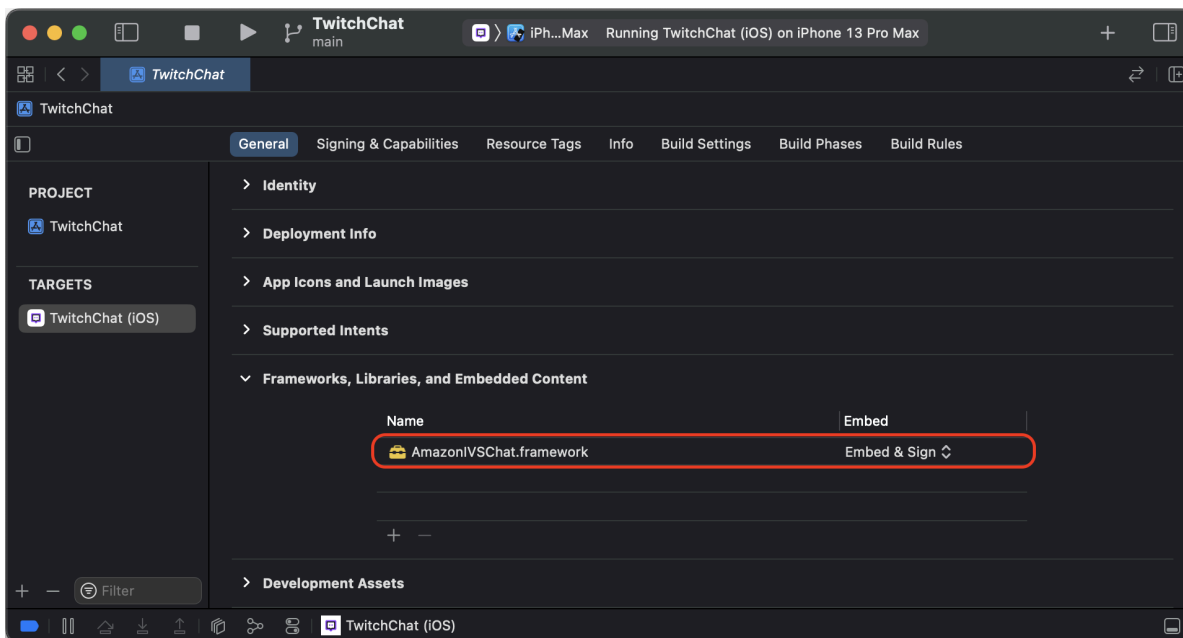 TwitchChat
main
iPh...Max Running TwitchChat (iOS) on iPhone 13 Pro Max
TwitchChat
TwitchChat
General Signing & Capabilities Resource Tags Info Build Settings Build Phases Build Rules
PROJECT
TwitchChat
TARGETS
TwitchChat (iOS)
Identity
Deployment Info
App Icons and Launch Images
Supported Intents
Frameworks, Libraries, and Embedded Content
Name Embed
AmazonIVSChat.framework Embed & Sign
Development Assets
Filter
TwitchChat (iOS)